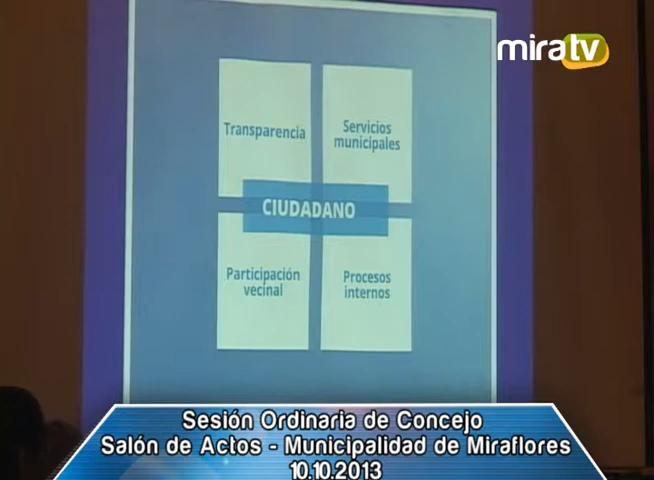 miratv
Transparencia
Servicios
municipales
CIUDADANO
Participación
vecinal
Procesos
internos
Sesión Ordinaria de Concejo
Salón de Actos - Municipalidad de Miraflores
10.10.2013